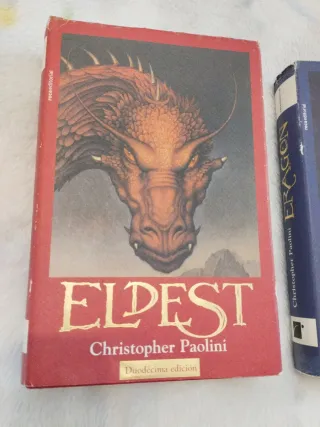 ELDEST
Christopher Paolini
Duodécima edición
ERAGON
Christopher Paolini